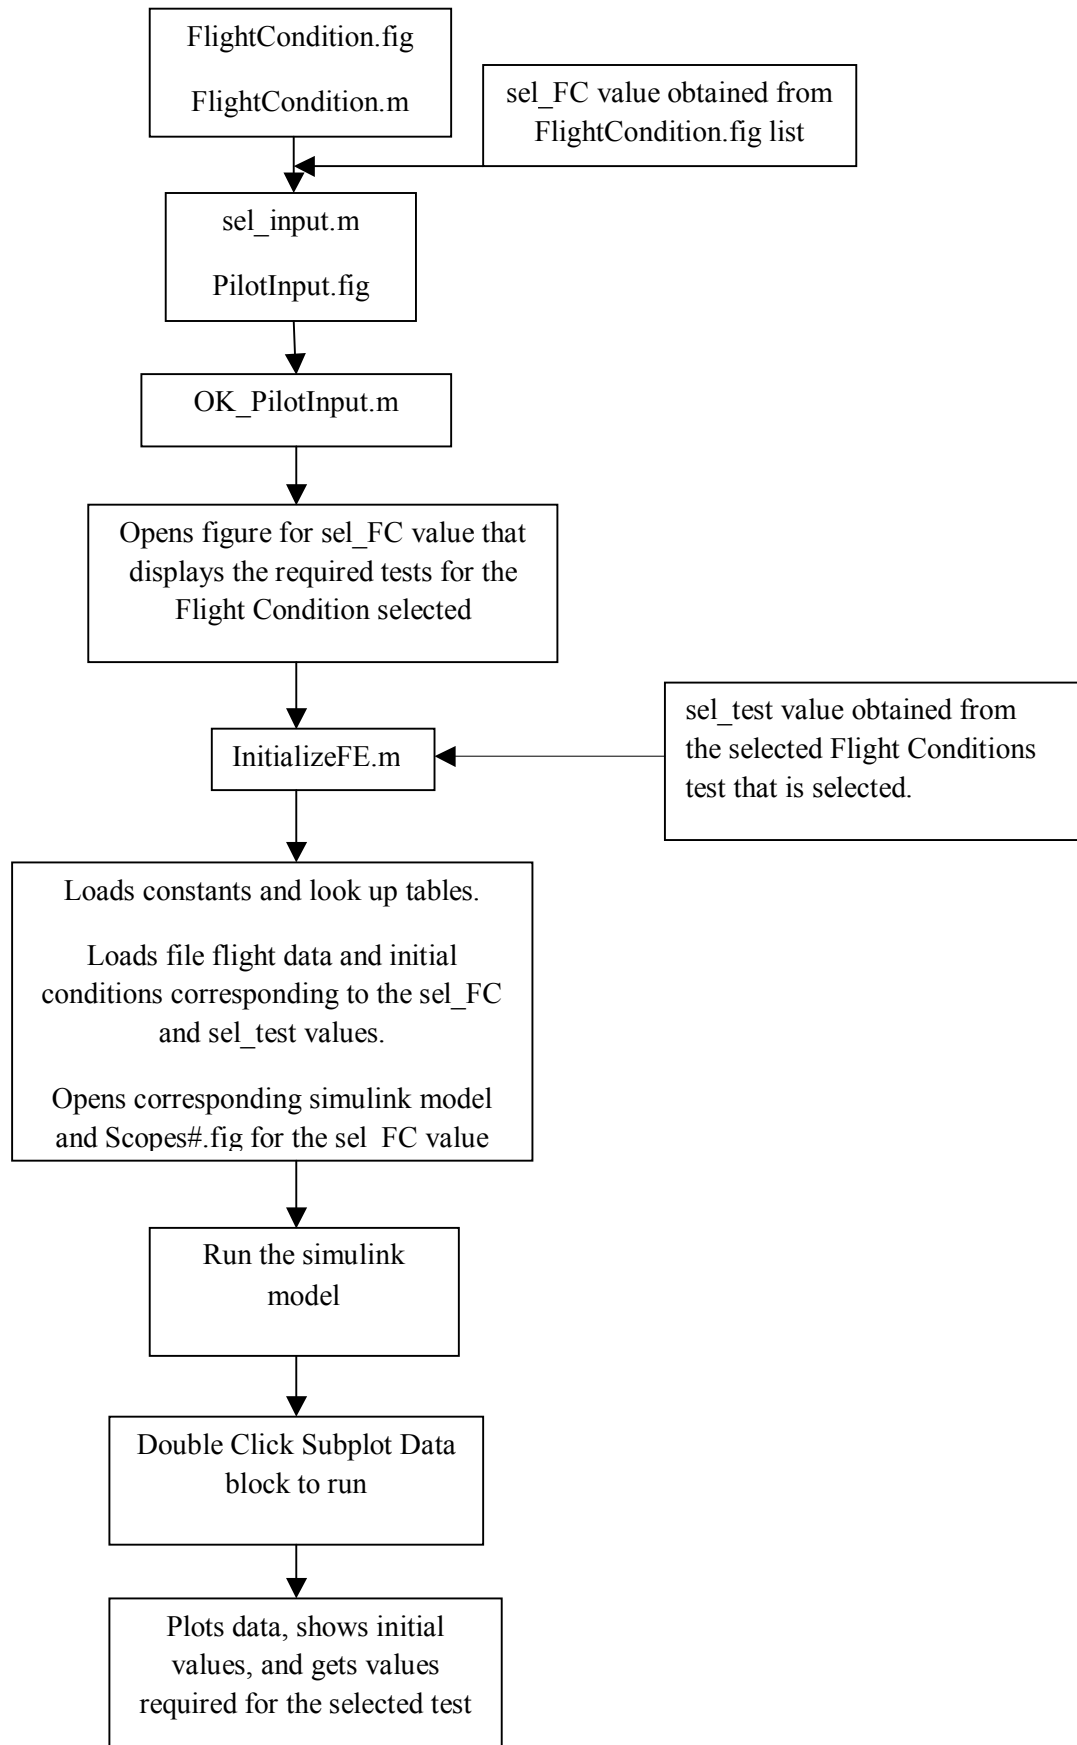 FlightCondition.fig
FlightCondition.m
sel_FC value obtained from
FlightCondition.fig list
sel_input.m
PilotInput.fig
OK_PilotInput.m
Opens figure for sel_FC value that
displays the required tests for the
Flight Condition selected
InitializeFE.m
sel_test value obtained from
the selected Flight Conditions
test that is selected.
Loads constants and look up tables.
Loads file flight data and initial
conditions corresponding to the sel_FC
and sel_test values.
Opens corresponding simulink model
and Scopes#.fig for the sel_FC value
Run the simulink
model
Double Click Subplot Data
block to run
Plots data, shows initial
values, and gets values
required for the selected test